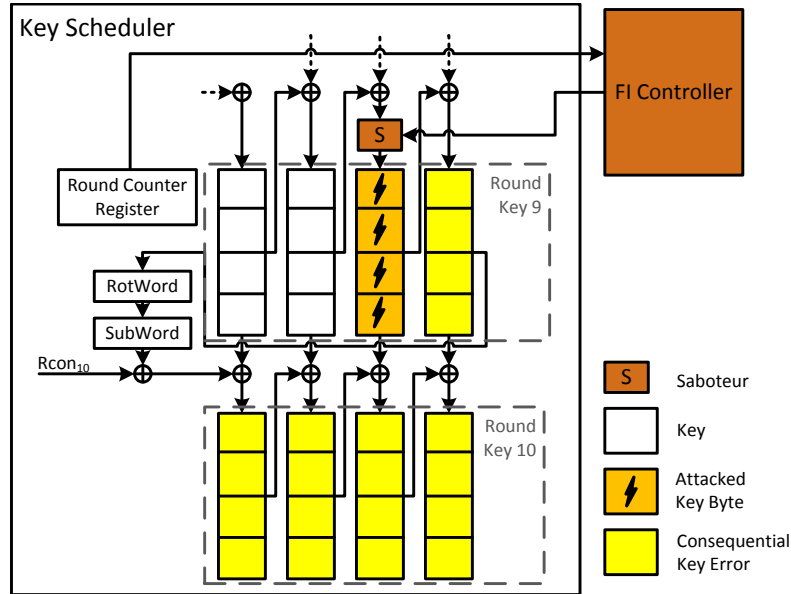 Key Scheduler
FI Controller
S
Round Counter
Register
Round
Key 9
RotWord
SubWord
Rcon10
Round
Key 10
S
Saboteur
Key
Attacked
Key Byte
Consequential
Key Error